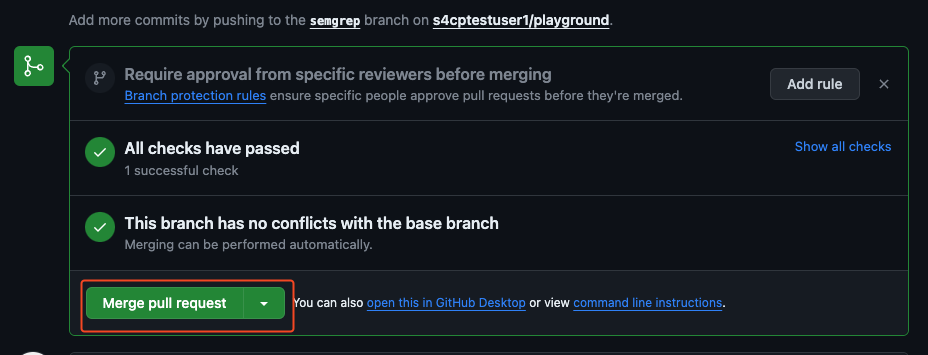 Add more commits by pushing to the semgrep branch on s4cptestuser1/playground.
Require approval from specific reviewers before merging
Branch protection rules ensure specific people approve pull requests before they're merged.
Add rule
All checks have passed
1 successful check
Show all checks
This branch has no conflicts with the base branch
Merging can be performed automatically.
Merge pull request
You can also open this in GitHub Desktop or view command line instructions.